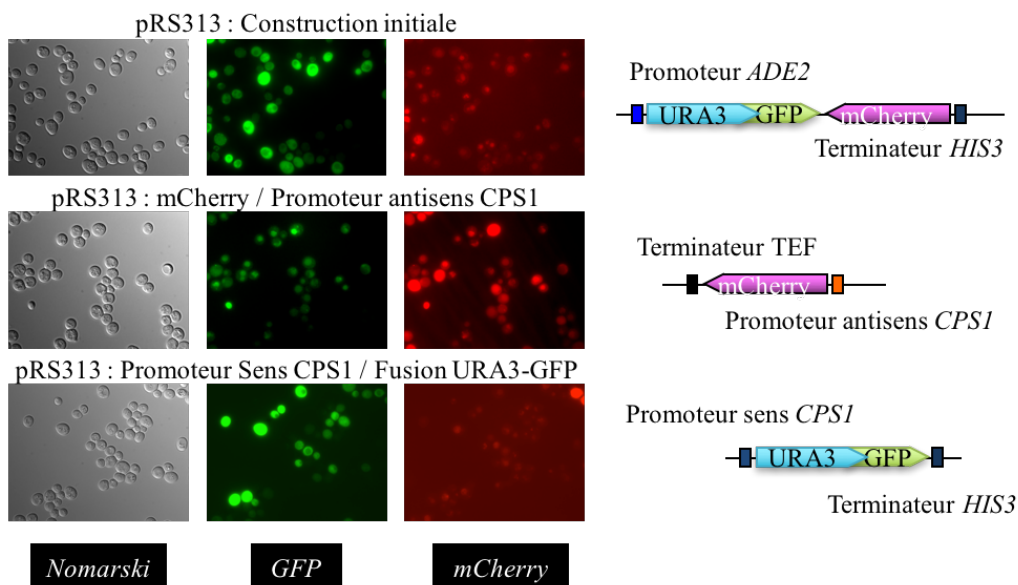 pRS313 : Construction initiale
Promoteur ADE2
URA3 GFP mCherry
Terminateur HIS3
pRS313 : mCherry / Promoteur antisens CPS1
Terminateur TEF
mCherry
Promoteur antisens CPS1
pRS313 : Promoteur Sens CPS1 / Fusion URA3-GFP
Promoteur sens CPS1
URA3 GFP
Terminateur HIS3
Nomarski
GFP
mCherry